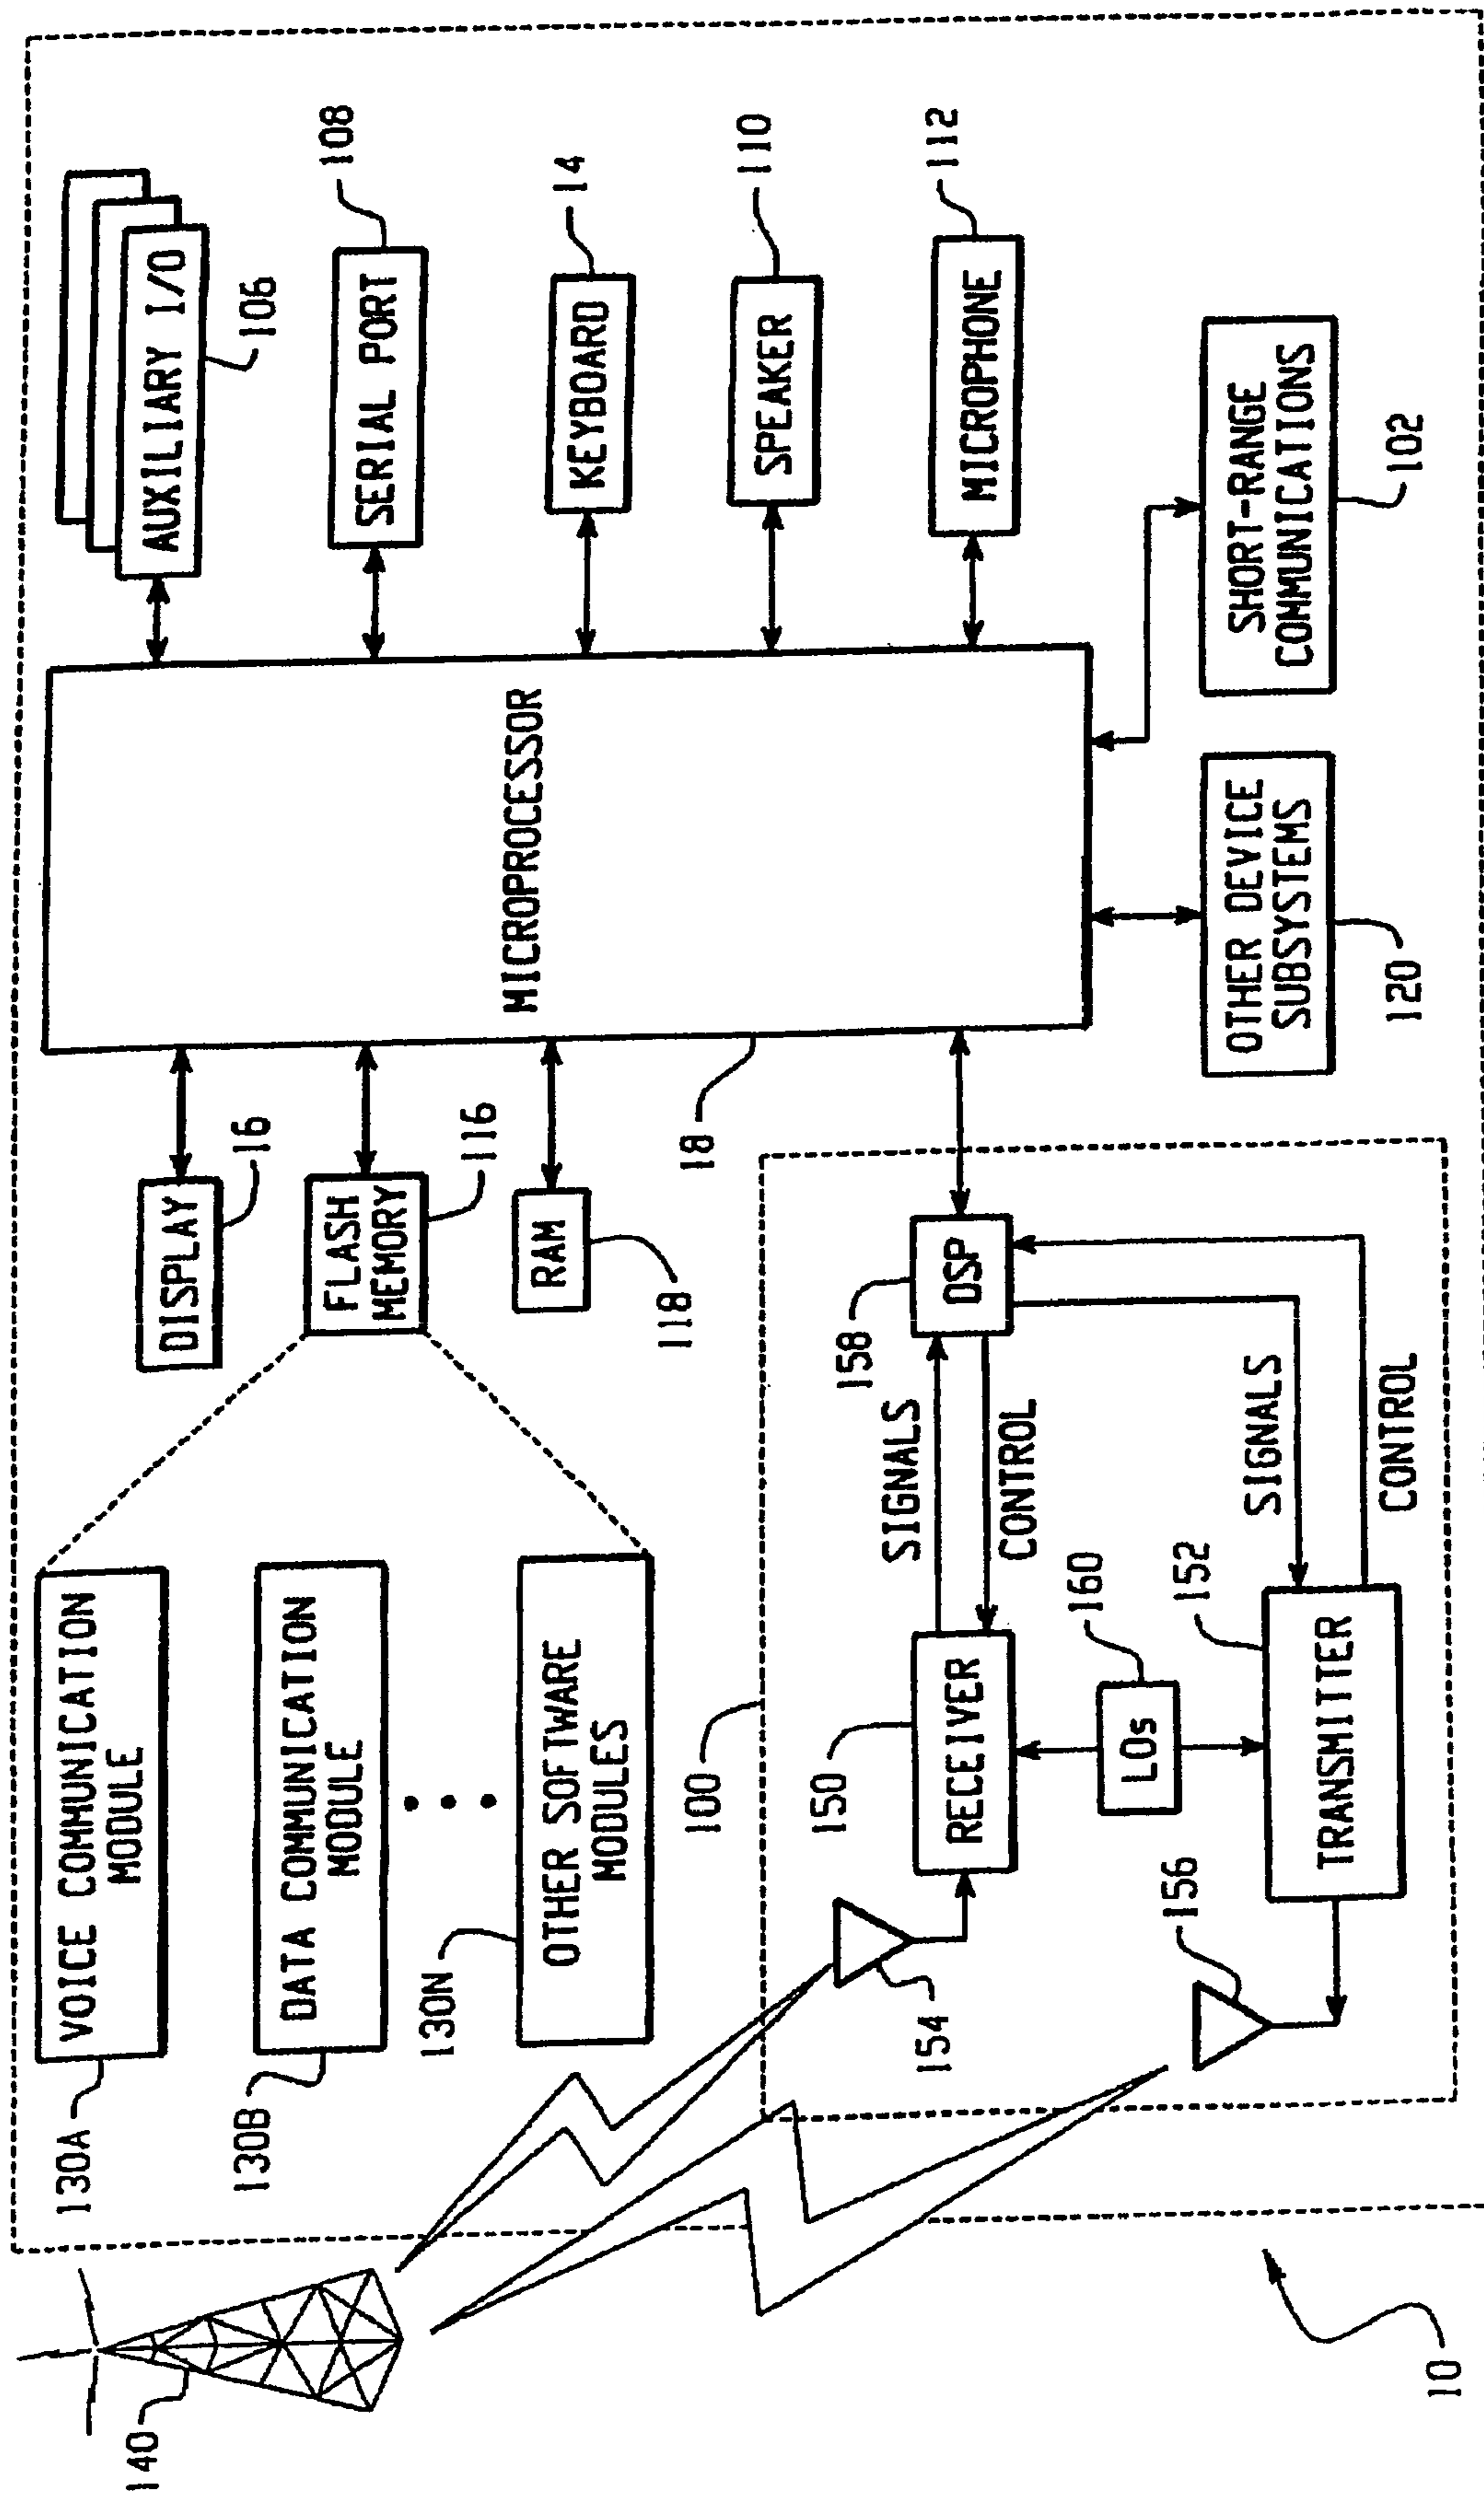 140
130A
VOICE COMMUNICATION
MODULE
130B
DATA COMMUNICATION
MODULE
130N
OTHER SOFTWARE
MODULES
DISPLAY
16
FLASH
MEMORY
116
RAM
118
MICROPROCESSOR
18
AUXILIARY I/O
106
SERIAL PORT
108
KEYBOARD
14
SPEAKER
110
MICROPHONE
112
SHORT-RANGE
COMMUNICATIONS
102
OTHER DEVICE
SUBSYSTEMS
120
100
158
DSP
SIGNALS
CONTROL
150
RECEIVER
154
160
LOs
152
TRANSMITTER
156
SIGNALS
CONTROL
10